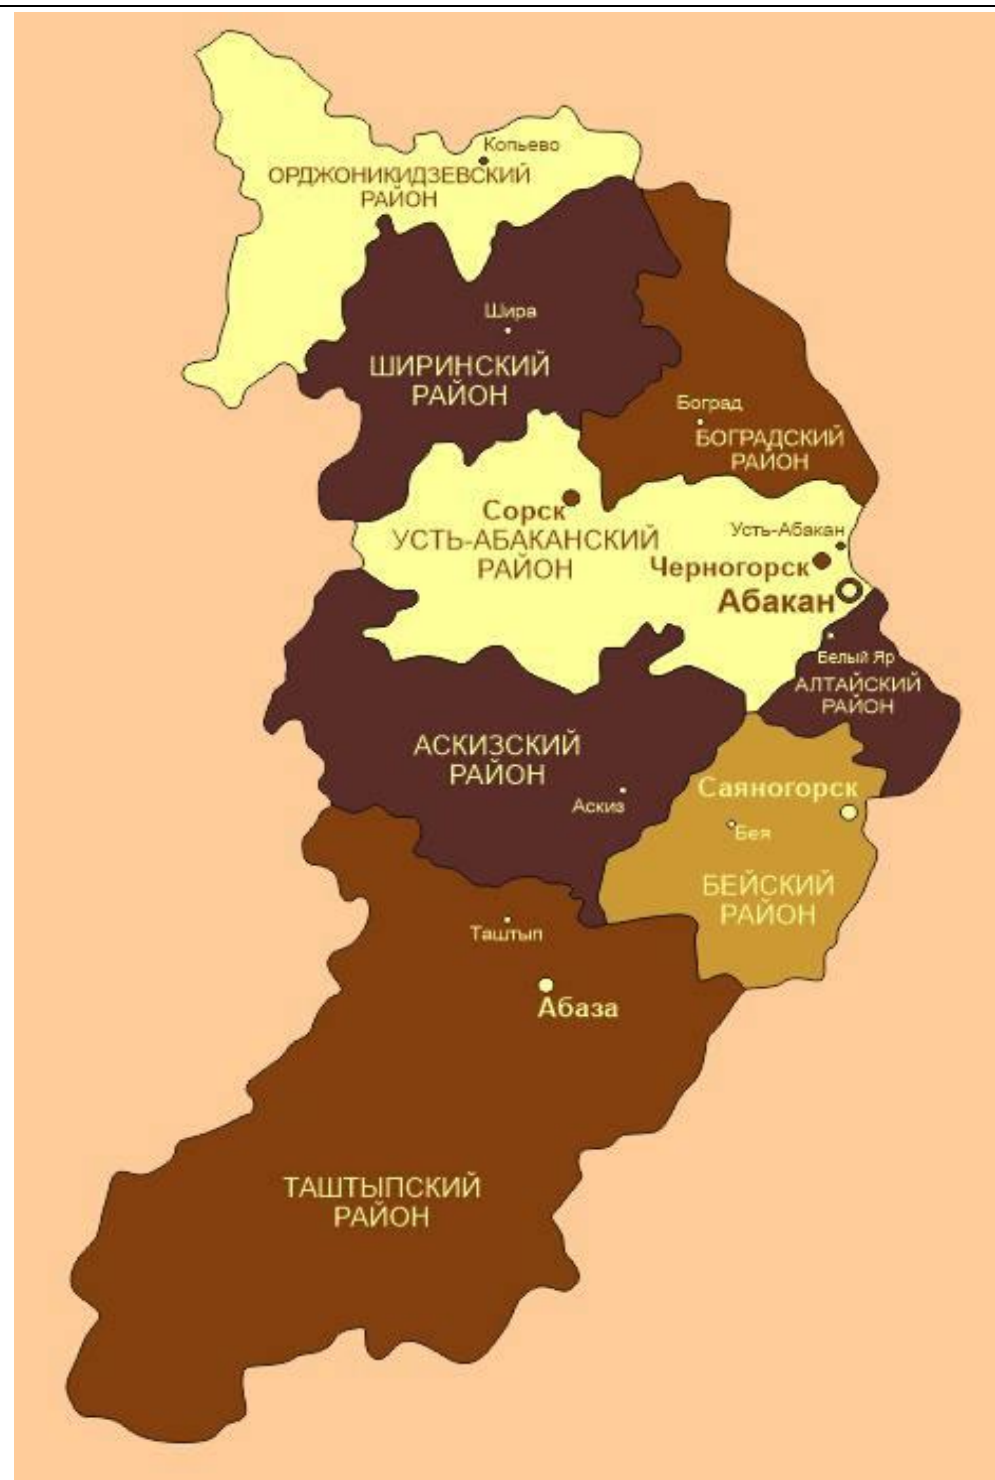 Копьево
ОРДЖОНИКИДЗЕВСКИЙ
РАЙОН
Шира
ШИРИНСКИЙ
РАЙОН
Боград
БОГРАДСКИЙ
РАЙОН
Сорск
УСТЬ-АБАКАНСКИЙ
РАЙОН
Усть-Абакан
Черногорск
Абакан
Белый Яр
АЛТАЙСКИЙ
РАЙОН
АСКИЗСКИЙ
РАЙОН
Аскиз
Саяногорск
Бея
БЕЙСКИЙ
РАЙОН
Таштып
Абаза
ТАШТЫПСКИЙ
РАЙОН